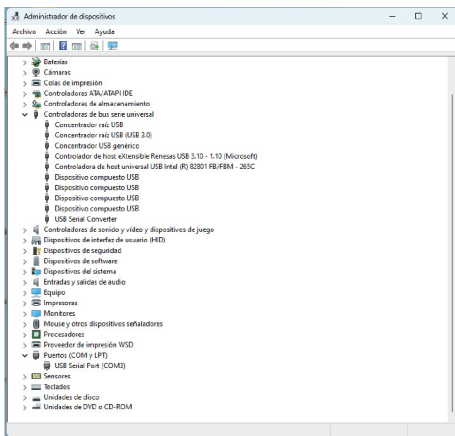 Administrador de dispositivos
Archivo Acción Ver Ayuda
Baterías
Cámaras
Colas de impresión
Controladoras ATA/ATAPI IDE
Controladoras de almacenamiento
Controladoras de bus serie universal
Concentrador raíz USB
Concentrador raíz USB (USB 3.0)
Concentrador USB genérico
Controlador de host eXtensible Renesas USB 3.10 - 1.10 (Microsoft)
Controladora de host universal USB Intel (R) 82801 FB/FBM - 265C
Dispositivo compuesto USB
Dispositivo compuesto USB
Dispositivo compuesto USB
Dispositivo compuesto USB
USB Serial Converter
Controladoras de sonido y vídeo y dispositivos de juego
Dispositivos de interfaz de usuario (HID)
Dispositivos de seguridad
Dispositivos de software
Dispositivos del sistema
Entradas y salidas de audio
Equipo
Impresoras
Monitores
Mouse y otros dispositivos señaladores
Procesadores
Proveedor de impresión WSD
Puertos (COM y LPT)
USB Serial Port (COM3)
Sensores
Teclados
Unidades de disco
Unidades de DVD o CD-ROM